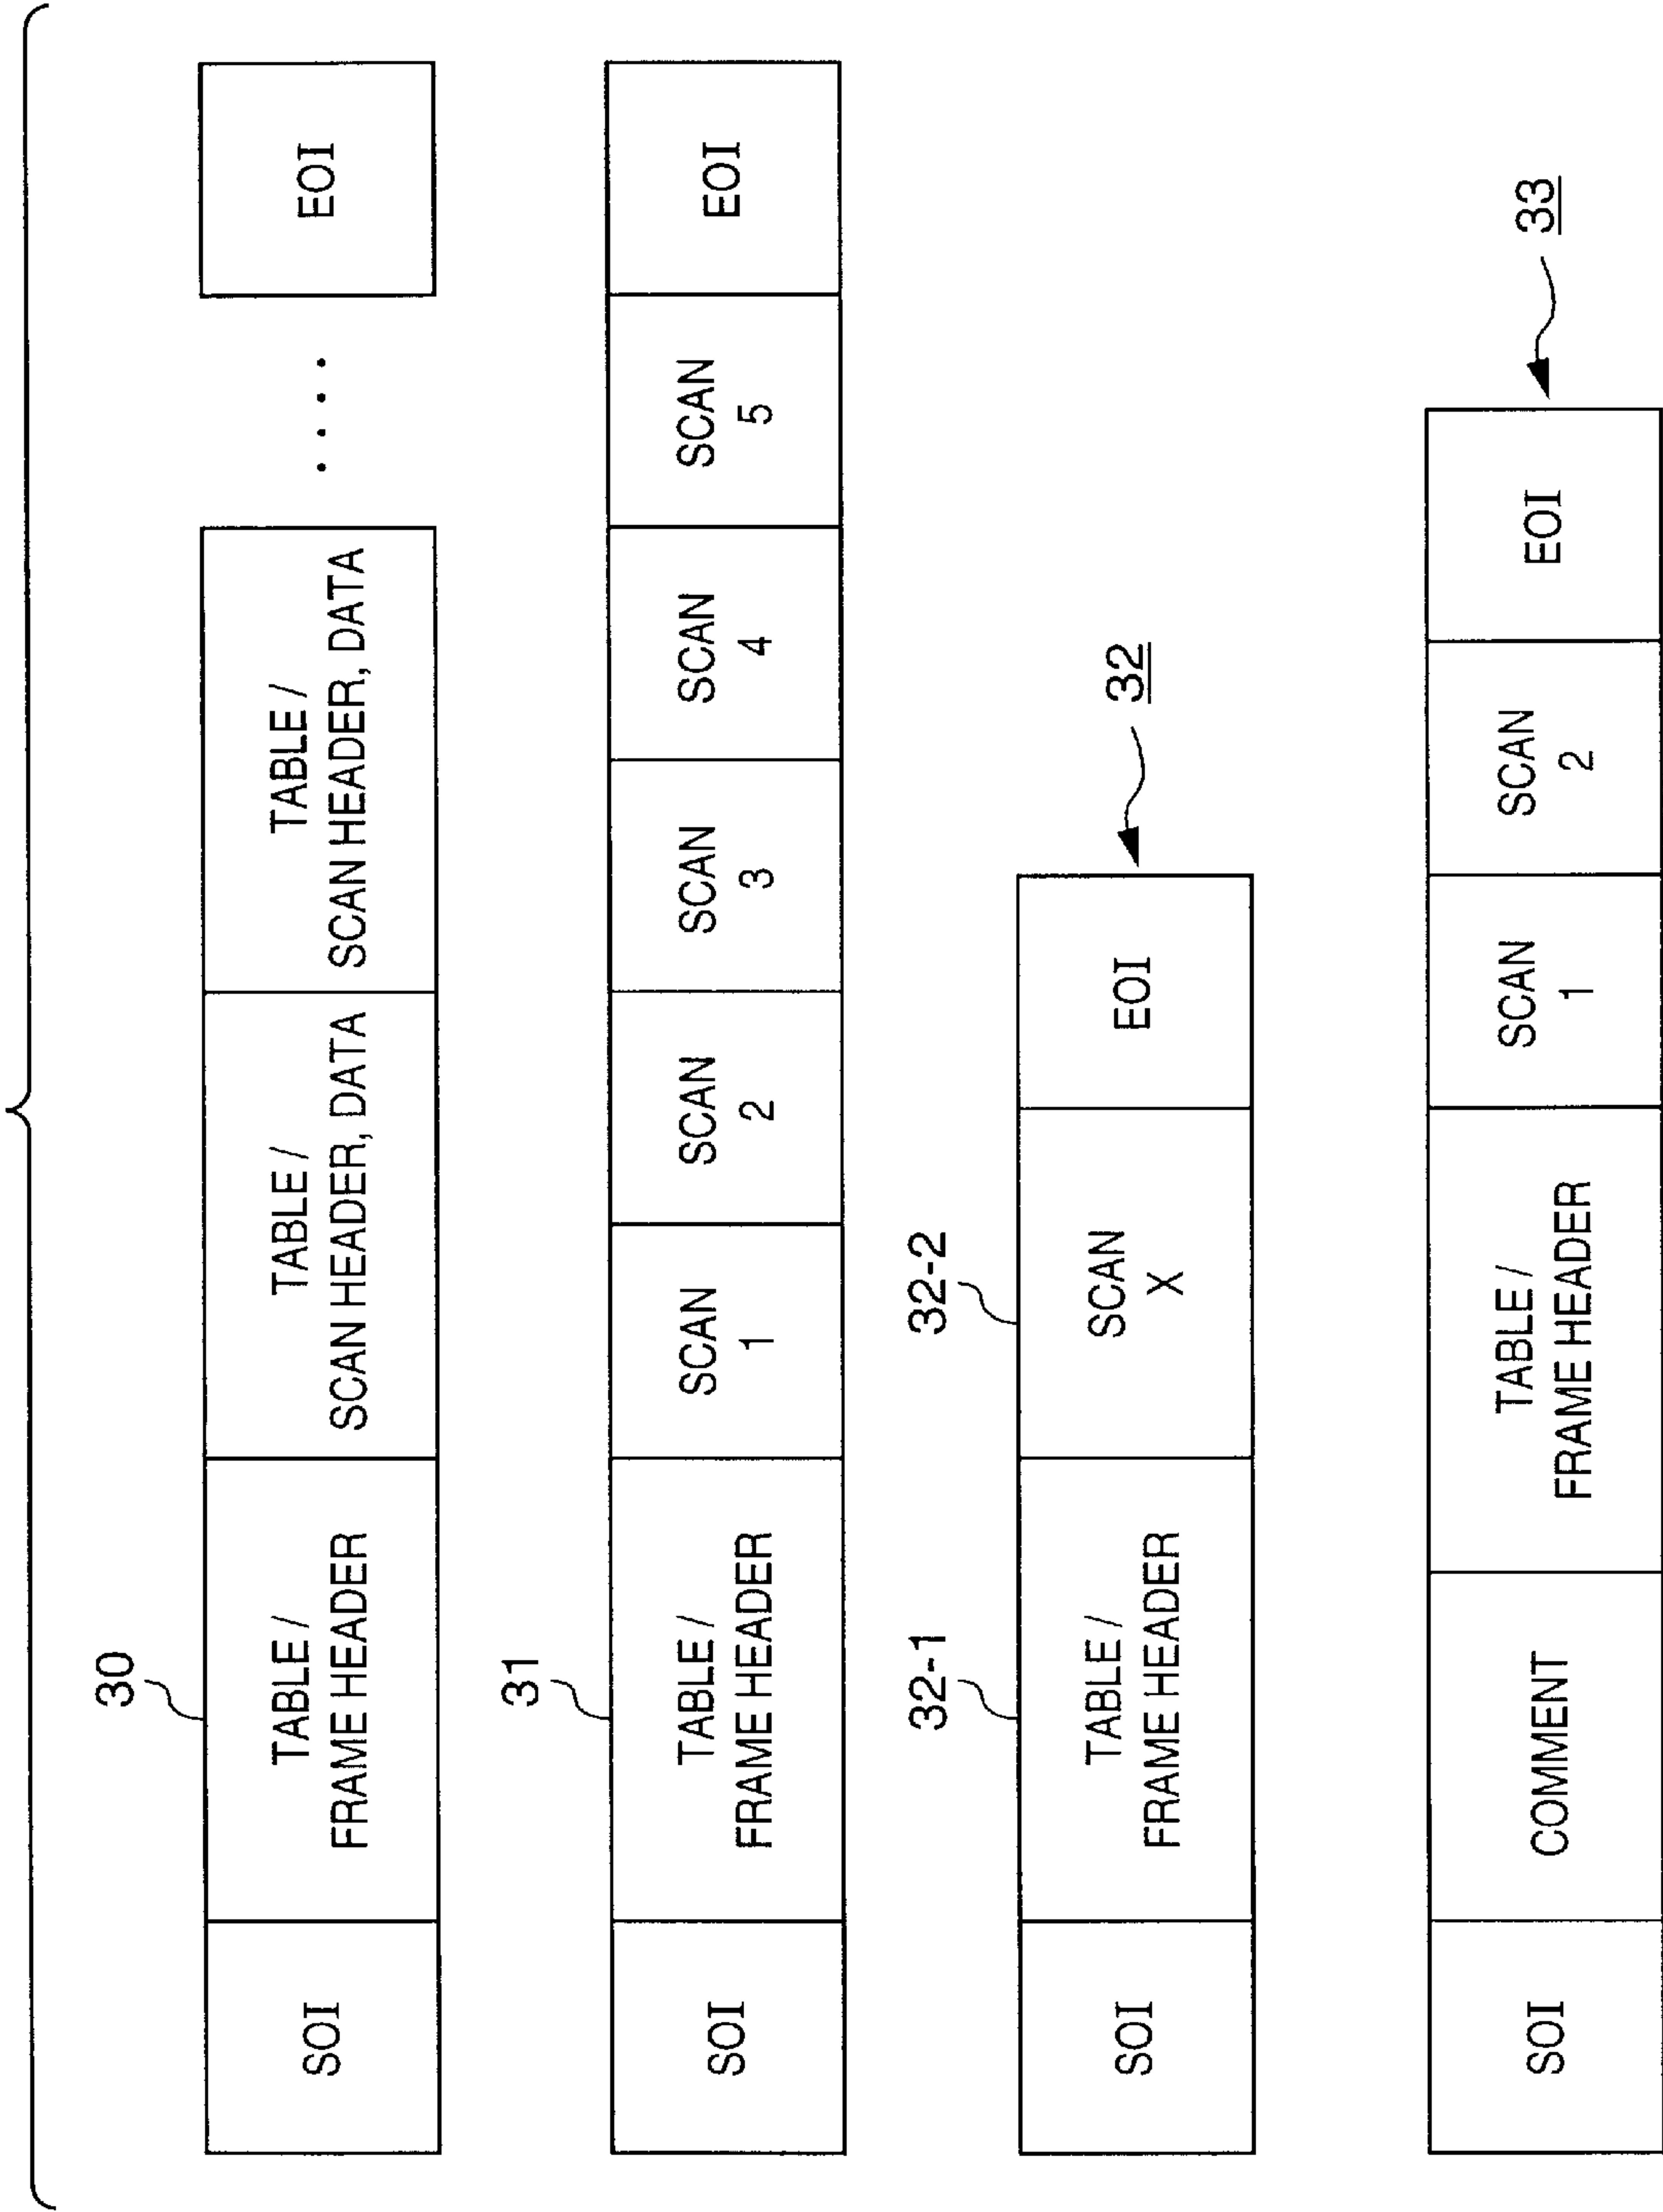 30
SOI
TABLE /
FRAME HEADER
TABLE /
SCAN HEADER, DATA
TABLE /
SCAN HEADER, DATA
. . . .
EOI
31
SOI
TABLE /
FRAME HEADER
SCAN
1
SCAN
2
SCAN
3
SCAN
4
SCAN
5
EOI
32-1
32-2
32
SOI
TABLE /
FRAME HEADER
SCAN
X
EOI
33
SOI
COMMENT
TABLE /
FRAME HEADER
SCAN
1
SCAN
2
EOI